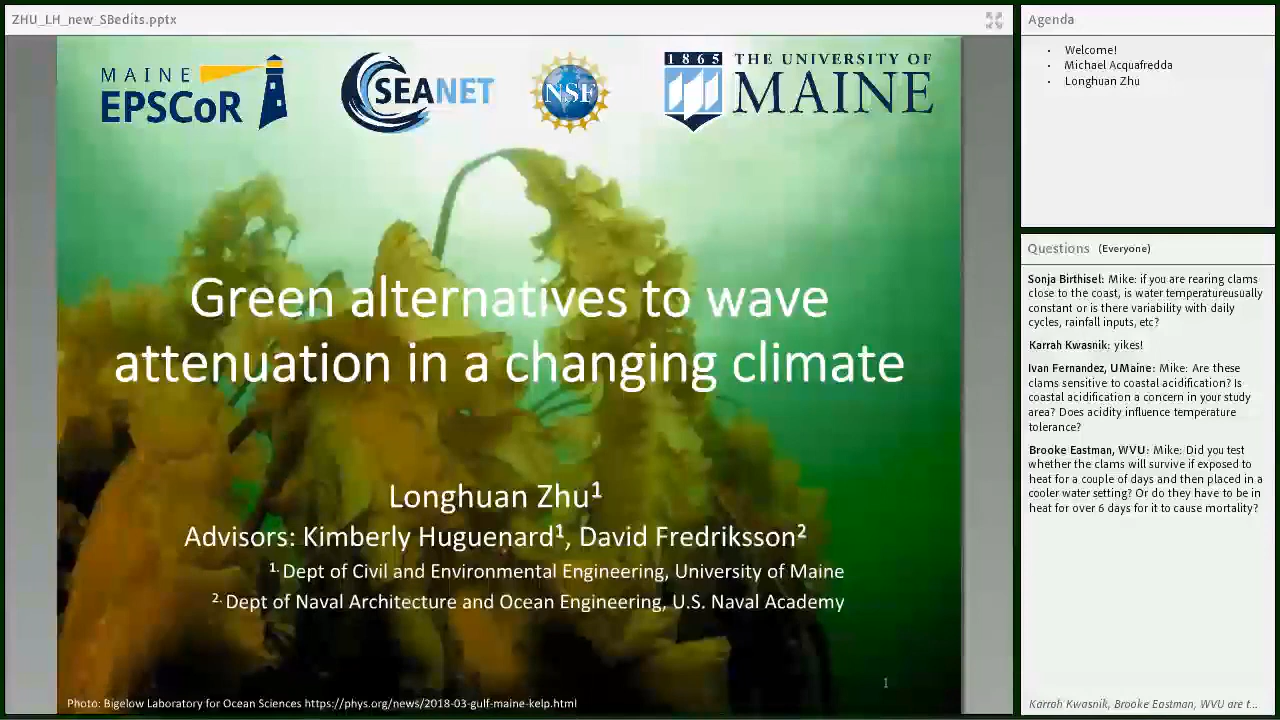 ZHU_LH_new_SBedits.pptx
MAINE
EPSCoR
SEANET
NSF
1865
THE UNIVERSITY OF
MAINE
Green alternatives to wave
attenuation in a changing climate
Longhuan Zhu1
Advisors: Kimberly Huguenard1, David Fredriksson2
1. Dept of Civil and Environmental Engineering, University of Maine
2. Dept of Naval Architecture and Ocean Engineering, U.S. Naval Academy
1
Photo: Bigelow Laboratory for Ocean Sciences https://phys.org/news/2018-03-gulf-maine-kelp.html
Agenda
• Welcome!
• Michael Acquafredda
• Longhuan Zhu
Questions (Everyone)
Sonja Birthisel: Mike: if you are rearing clams
close to the coast, is water temperatureusually
constant or is there variability with daily
cycles, rainfall inputs, etc?
Karrah Kwasnik: yikes!
Ivan Fernandez, UMaine: Mike: Are these
clams sensitive to coastal aidification? Is
coastal acidification a concern in your study
area? Does acidity influence temperature
tolerance?
Brooke Eastman, WVU: Mike: Did you test
whether the clams will survive if exposed to
heat for a couple of days and then placed in a
cooler water setting? Or do they have to be in
heat for over 6 days for it to cause mortality?
Karrah Kwasnik, Brooke Eastman, WVU are t...